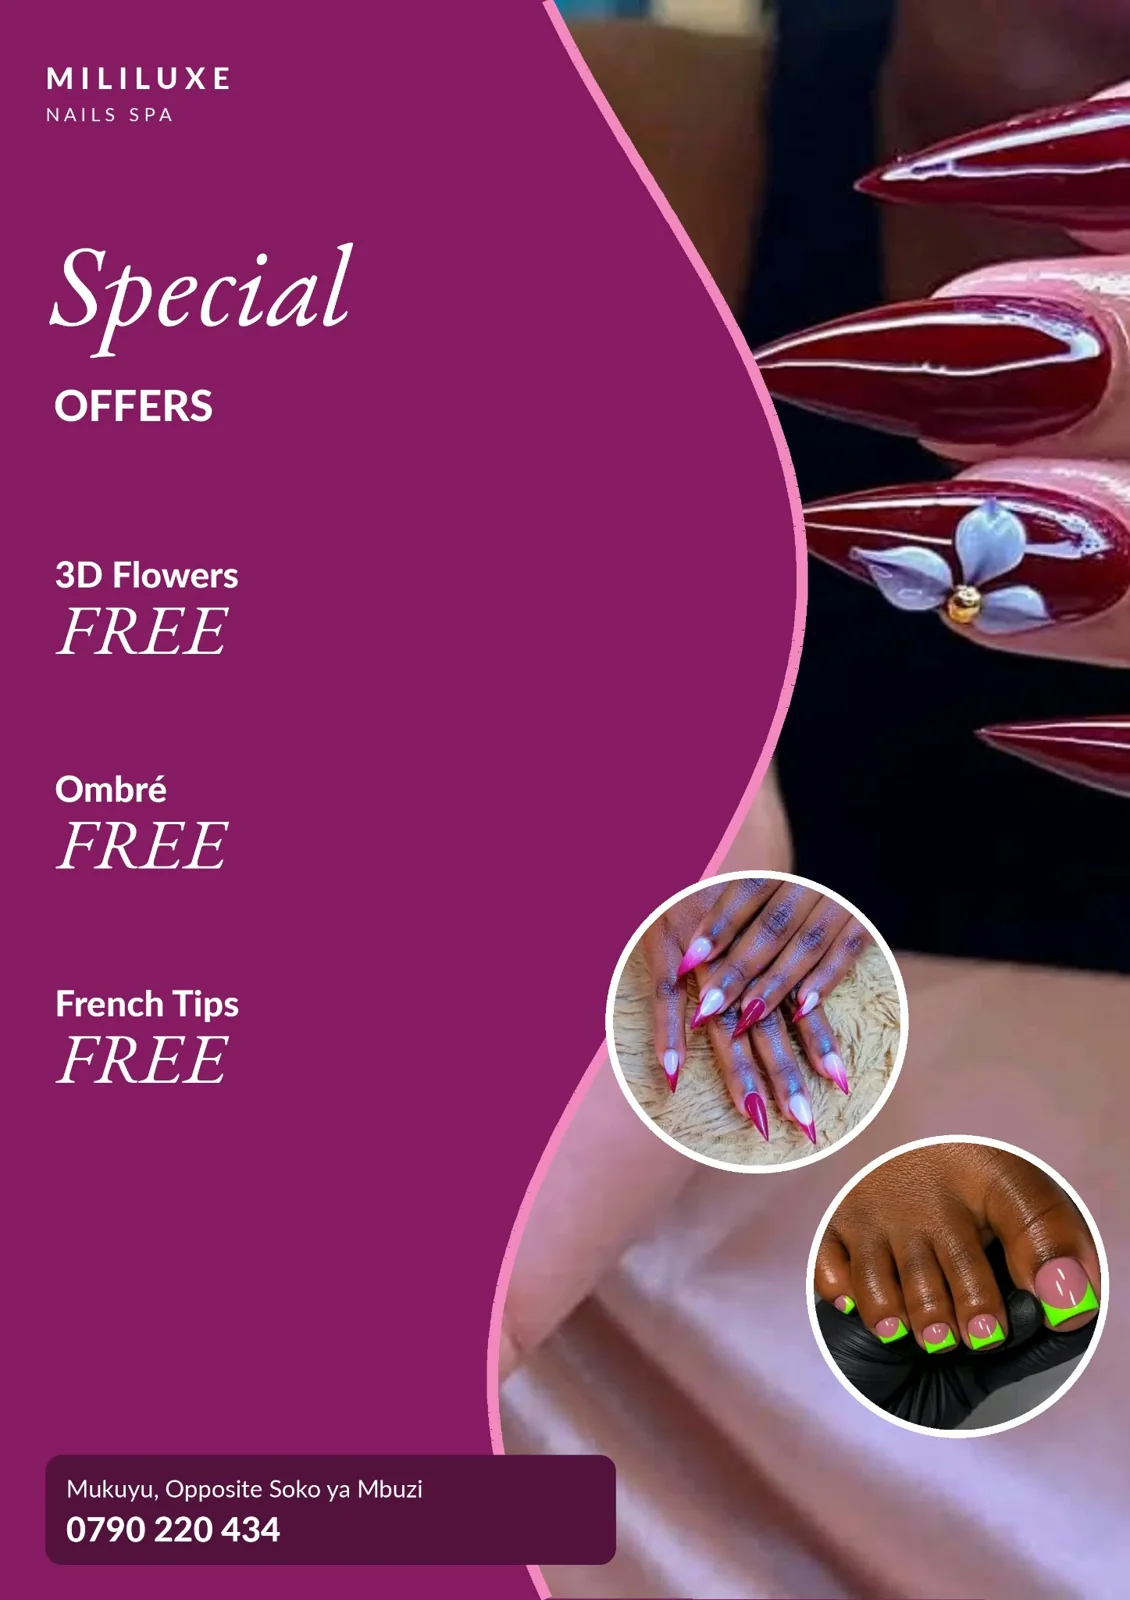 MILILUXE
NAILS SPA
Special
OFFERS
3D Flowers
FREE
Ombré
FREE
French Tips
FREE
Mukuyu, Opposite Soko ya Mbuzi
0790 220 434